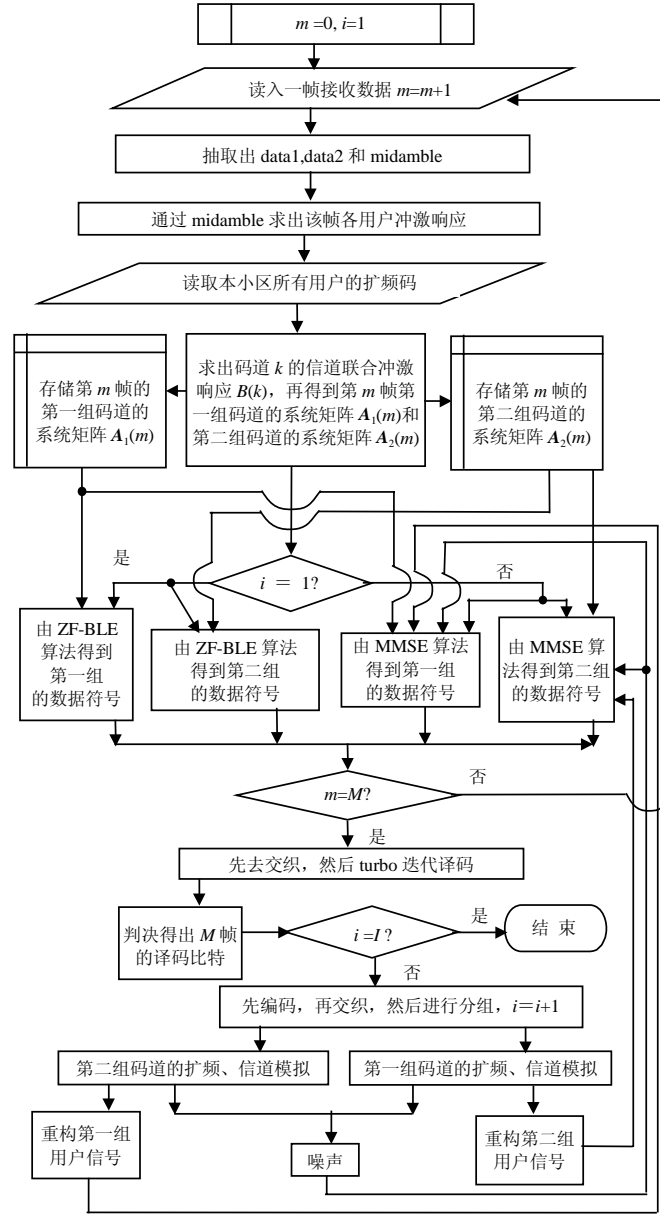 m =0, i=1
读入一帧接收数据 m=m+1
抽取出 data1,data2 和 midamble
通过 midamble 求出该帧各用户冲激响应
读取本小区所有用户的扩频码
存储第 m 帧的
第一组码道的
系统矩阵 A₁(m)
求出码道 k 的信道联合冲激
响应 B(k)，再得到第 m 帧第
一组码道的系统矩阵 A₁(m)和
第二组码道的系统矩阵 A₂(m)
存储第 m 帧的
第二组码道的
系统矩阵 A₂(m)
是
i = 1?
否
由 ZF-BLE
算法得到
第一组
的数据符号
由 ZF-BLE 算法
得到第二组
的数据符号
由 MMSE 算法
得到第一组
的数据符号
由 MMSE 算
法得到第二组
的数据符号
m=M?
否
是
先去交织，然后 turbo 迭代译码
判决得出 M 帧
的译码比特
i =I ?
是
结 束
否
先编码，再交织，然后进行分组，i＝i+1
第二组码道的扩频、信道模拟
第一组码道的扩频、信道模拟
重构第一组
用户信号
噪声
重构第二组
用户信号